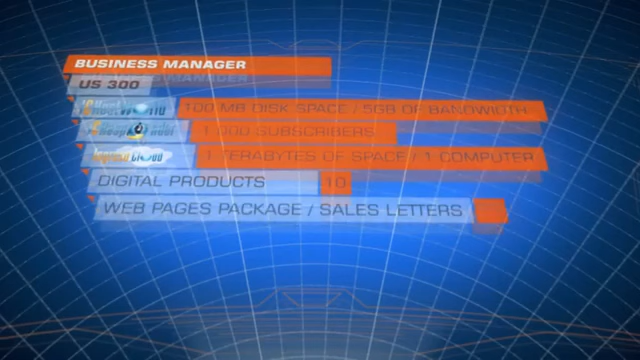 BUSINESS MANAGER
US 300
100 MB DISK SPACE / 5GB OF BANDWIDTH
1 000 SUBSCRIBERS
1 TERABYTES OF SPACE / 1 COMPUTER
DIGITAL PRODUCTS 10
WEB PAGES PACKAGE / SALES LETTERS